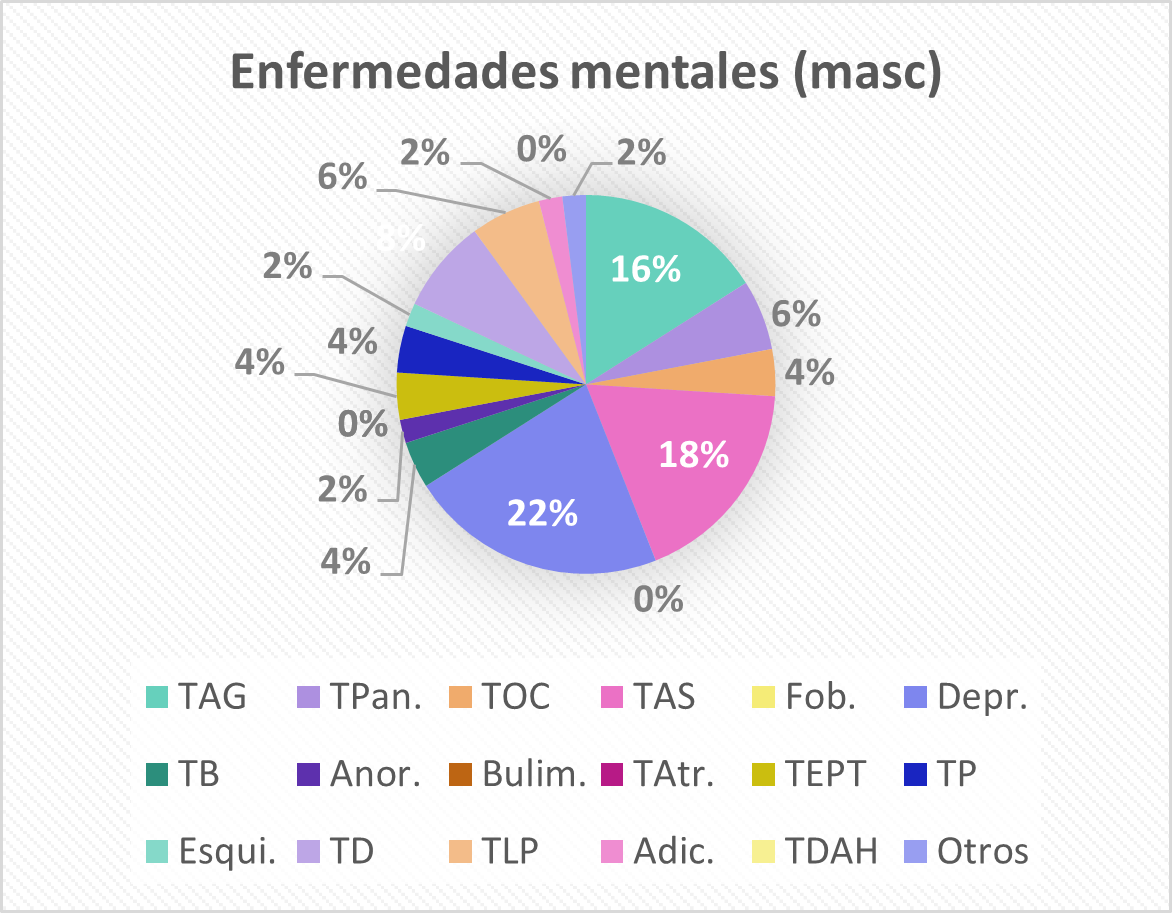 Enfermedades mentales (masc)
2% 0% 2%
6%
8%
16%
2%
6%
4%
4%
4%
0%
18%
2%
22%
4%
0%
TAG TPan. TOC TAS Fob. Depr.
TB Anor. Bulim. TAtr. TEPT TP
Esqui. TD TLP Adic. TDAH Otros